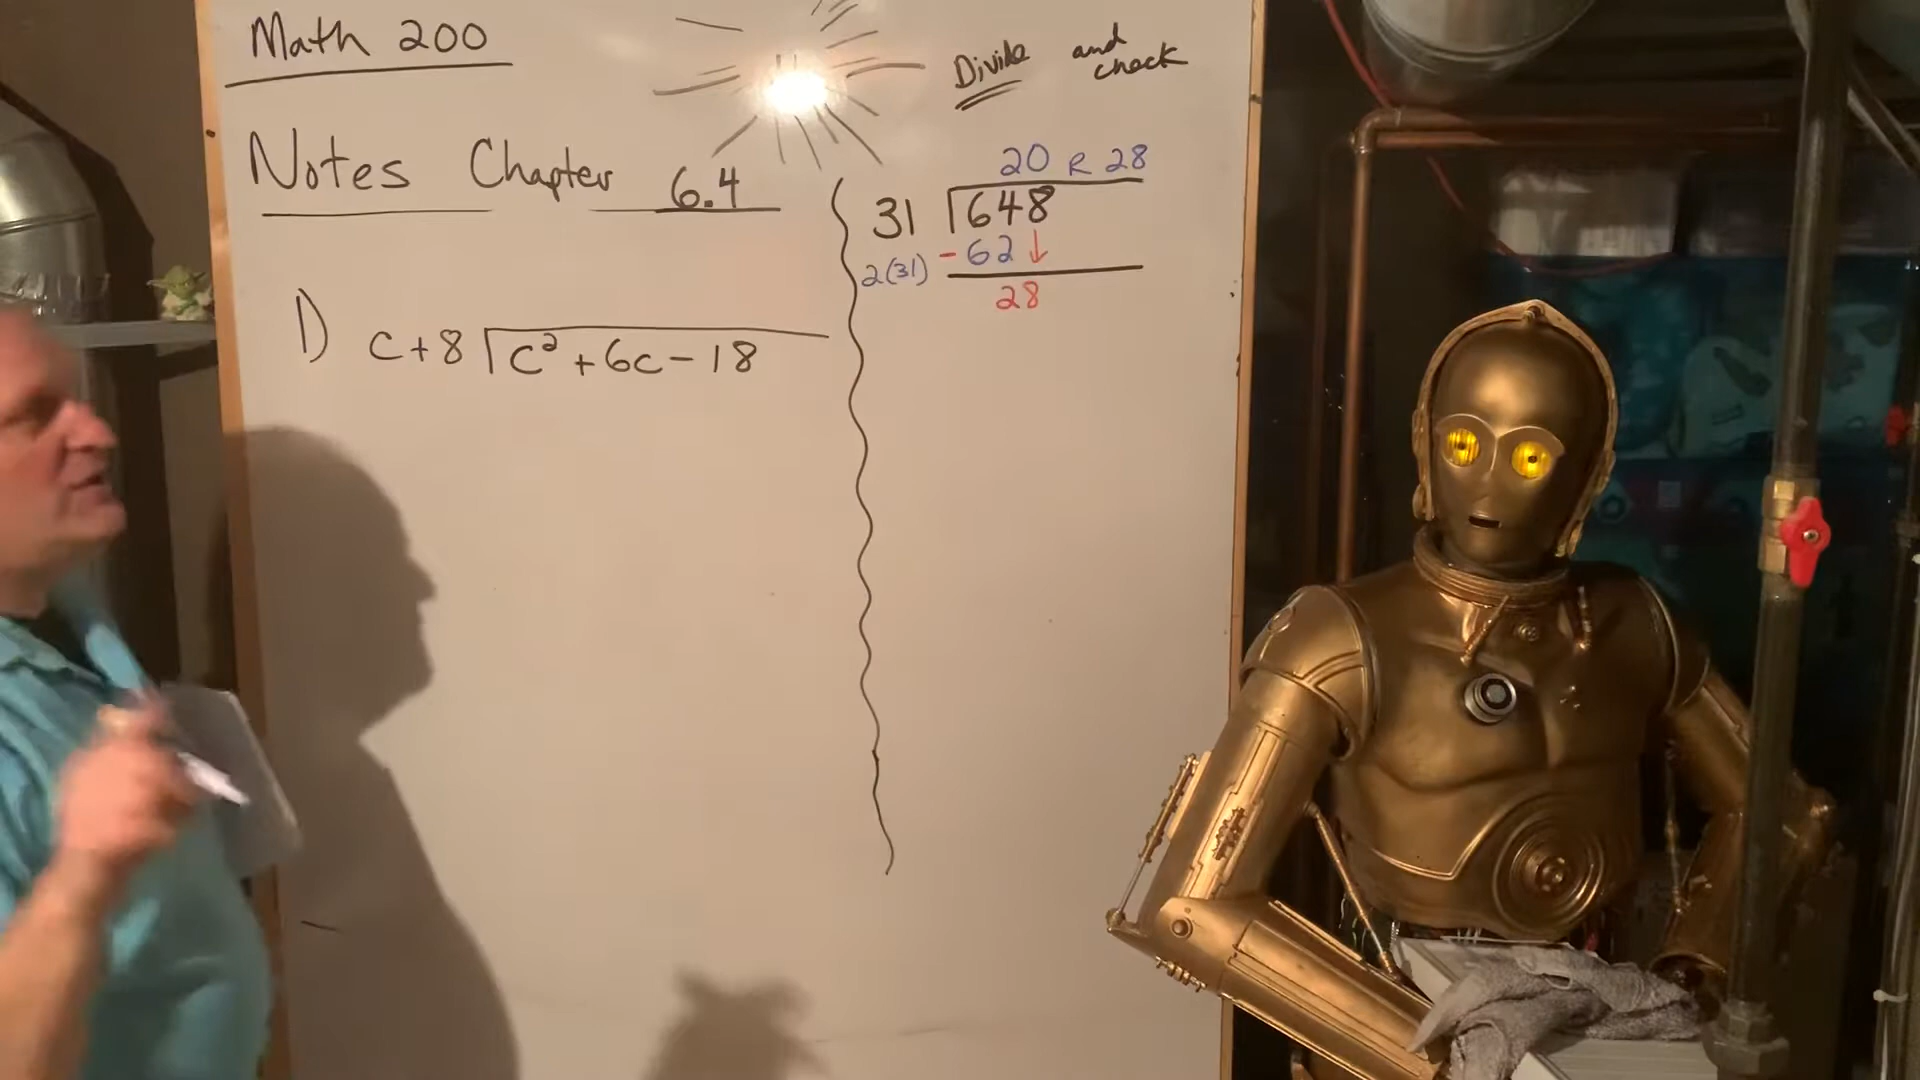 Math 200
Notes Chapter 6.4
1) c+8 ⟌ c² + 6c - 18
Divide and check
20 R 28
31 ⟌ 648
2(31) - 62 ↓
28